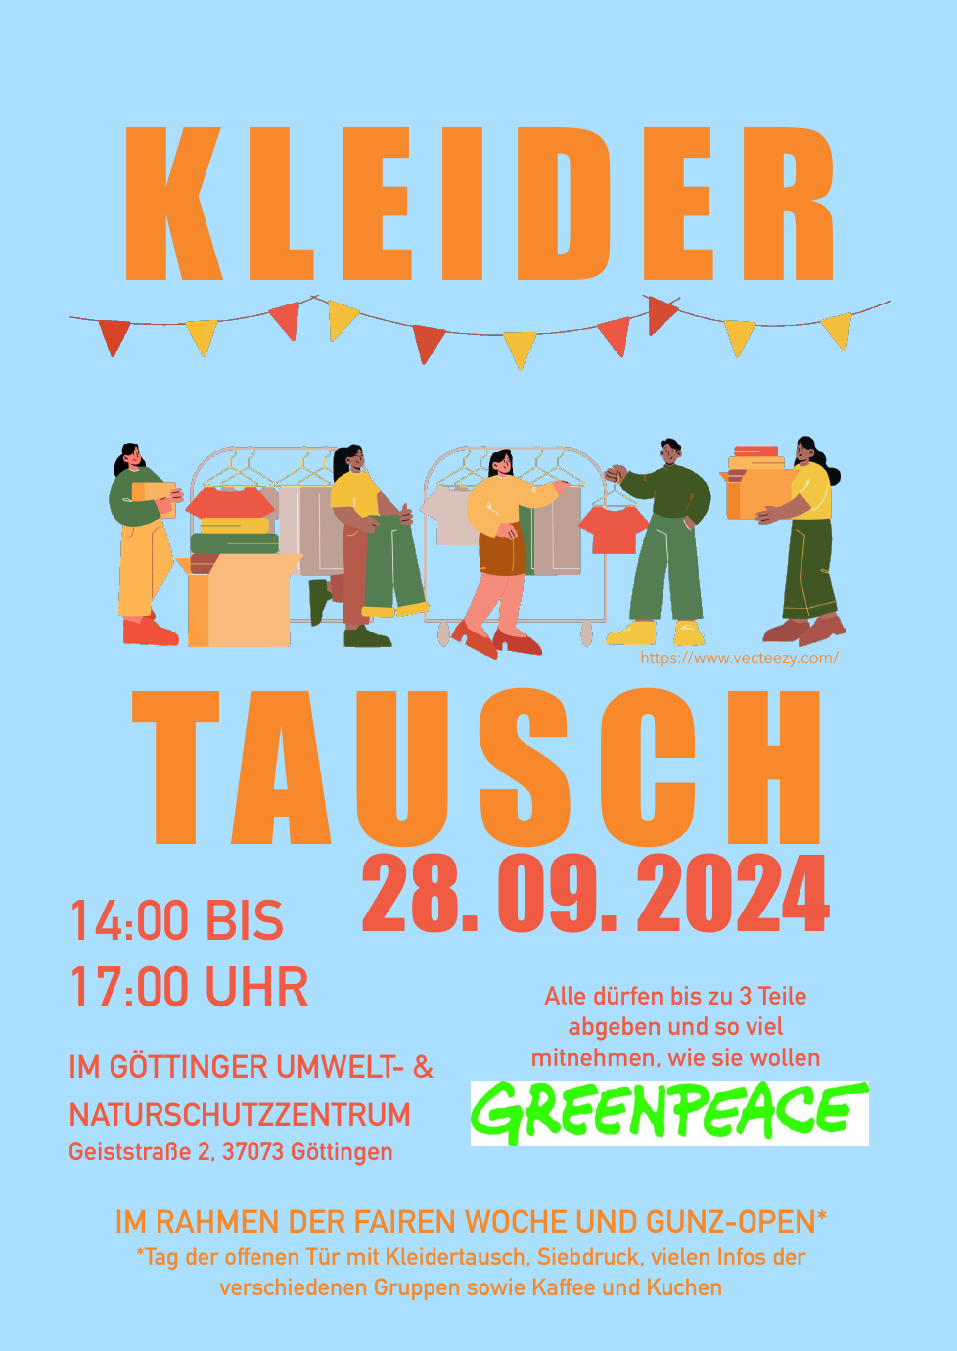 KLEIDER
https://www.vecteezy.com/
TAUSCH
28. 09. 2024
14:00 BIS
17:00 UHR
Alle dürfen bis zu 3 Teile
abgeben und so viel
mitnehmen, wie sie wollen
IM GÖTTINGER UMWELT- &
NATURSCHUTZZENTRUM
Geiststraße 2, 37073 Göttingen
GREENPEACE
IM RAHMEN DER FAIREN WOCHE UND GUNZ-OPEN*
*Tag der offenen Tür mit Kleidertausch, Siebdruck, vielen Infos der
verschiedenen Gruppen sowie Kaffee und Kuchen